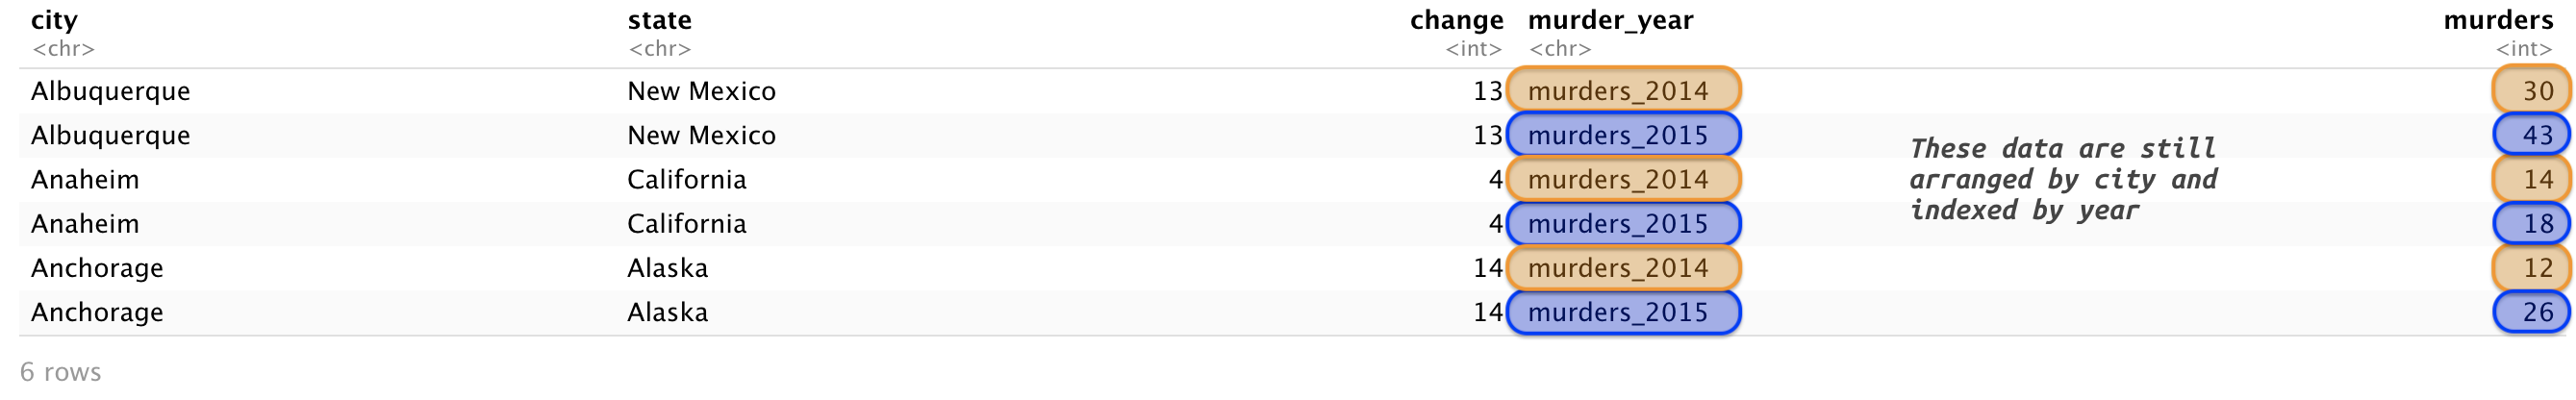 city state change murder_year murders
<chr> <chr> <int> <chr> <int>
Albuquerque New Mexico 13 murders_2014 30
Albuquerque New Mexico 13 murders_2015 43
Anaheim California 4 murders_2014 14
Anaheim California 4 murders_2015 18
Anchorage Alaska 14 murders_2014 12
Anchorage Alaska 14 murders_2015 26
These data are still
arranged by city and
indexed by year
6 rows